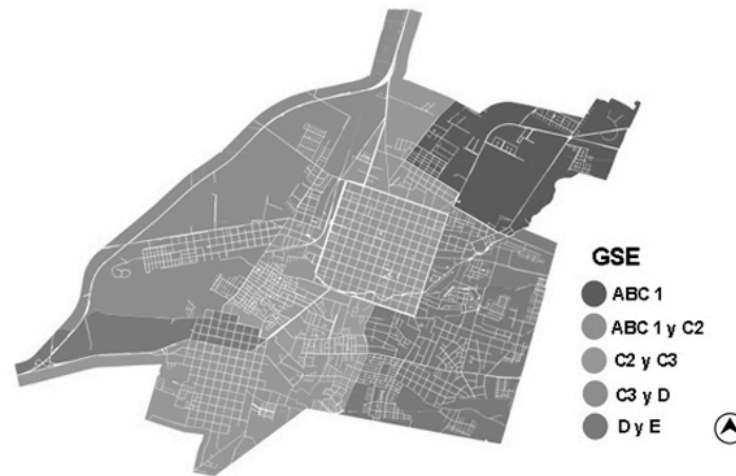 GSE
ABC 1
ABC 1 y C2
C2 y C3
C3 y D
D y E